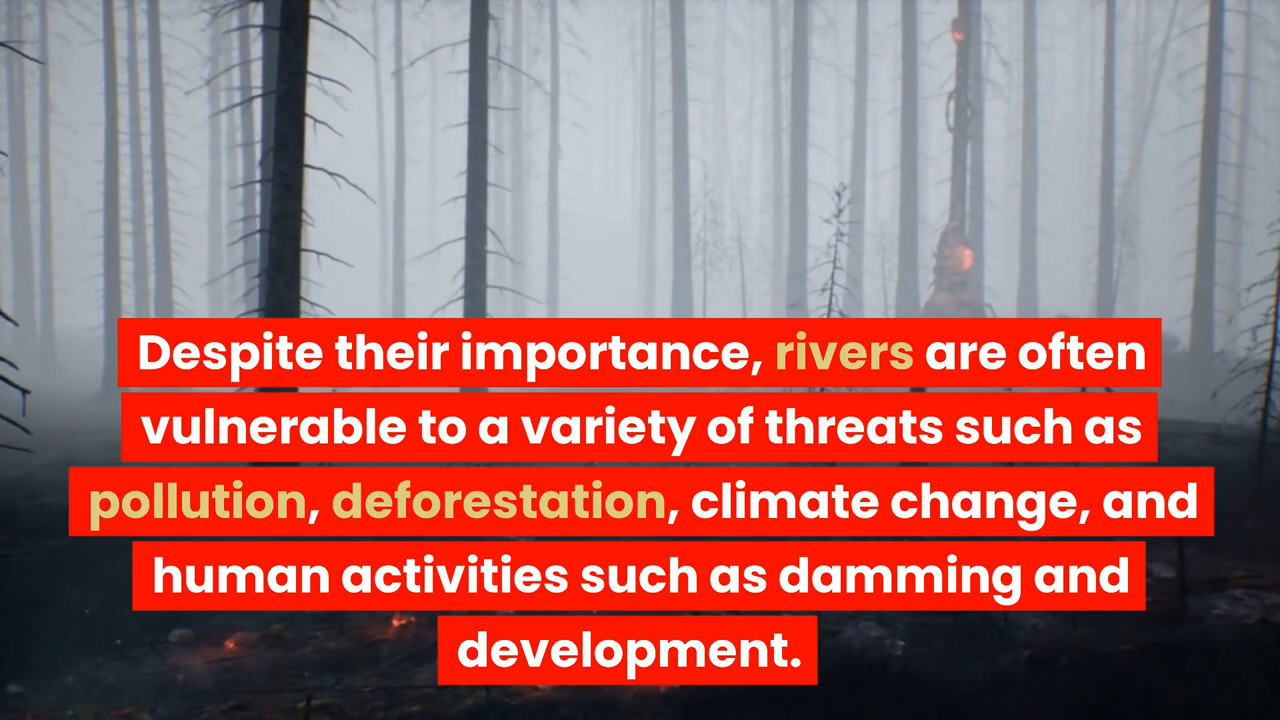 Despite their importance, rivers are often
vulnerable to a variety of threats such as
pollution, deforestation, climate change, and
human activities such as damming and
development.